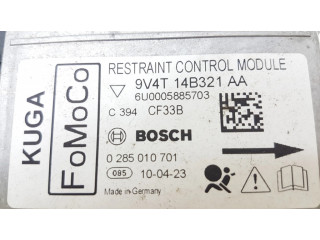 KUGA
FoMoCo
RESTRAINT CONTROL MODULE
9V4T 14B321 AA
6U0005885703
C 394 CF33B
BOSCH
0 285 010 701
085 10-04-23
Made in Germany